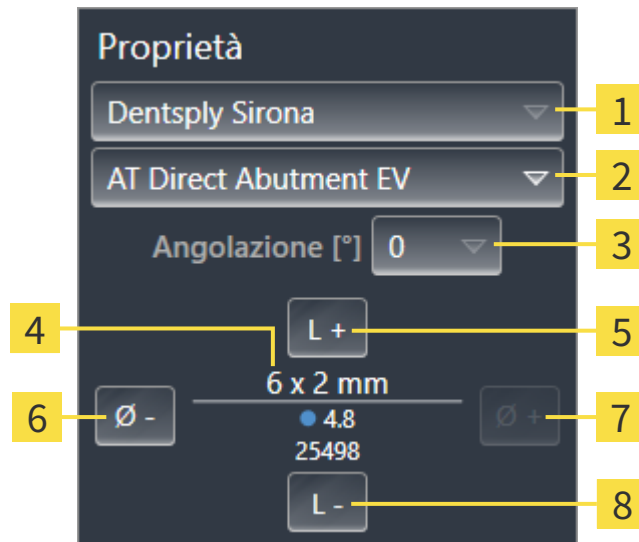 Proprietà
Dentsply Sirona 1
AT Direct Abutment EV 2
Angolazione [°] 0 3
4 L + 5
6 x 2 mm
6 Ø - 4.8 Ø + 7
25498
L - 8